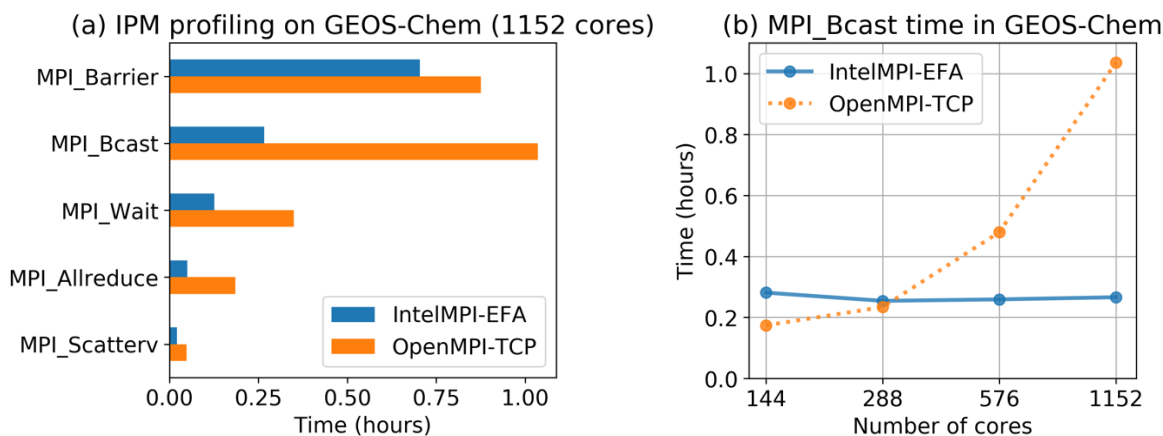 (a) IPM profiling on GEOS-Chem (1152 cores)
MPI_Barrier
MPI_Bcast
MPI_Wait
MPI_Allreduce
MPI_Scatterv
IntelMPI-EFA
OpenMPI-TCP
0.00 0.25 0.50 0.75 1.00
Time (hours)
(b) MPI_Bcast time in GEOS-Chem
IntelMPI-EFA
OpenMPI-TCP
Time (hours)
1.0
0.8
0.6
0.4
0.2
0.0
144 288 576 1152
Number of cores